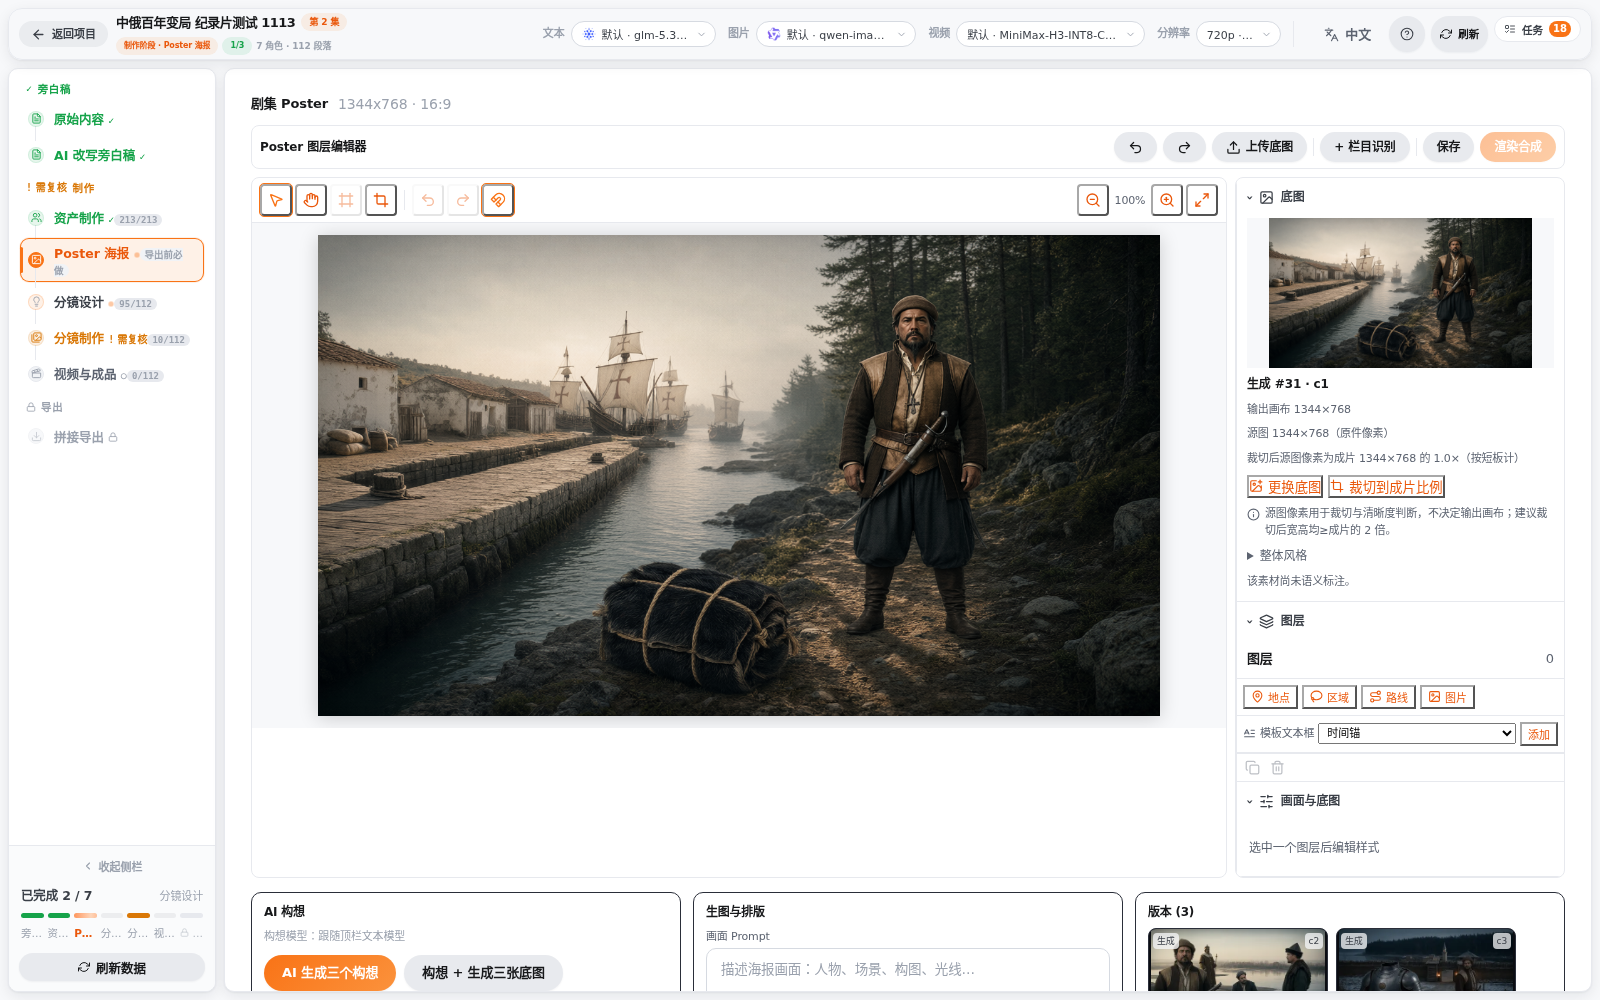 返回项目
中俄百年变局 纪录片测试 1113
第 2 集
制作阶段 · Poster 海报
1/3
7 角色 · 112 段落
文本
默认 · glm-5.3...
图片
默认 · qwen-ima...
视频
默认 · MiniMax-H3-INT8-C...
分辨率
720p ·...
中文
刷新
任务
18
✓ 旁白稿
原始内容 ✓
AI 改写旁白稿 ✓
! 需复核 制作
资产制作 ✓ 213/213
Poster 海报 导出前必做
分镜设计 95/112
分镜制作 ! 需复核 10/112
视频与成品 0/112
导出
拼接导出
收起侧栏
已完成 2 / 7
分镜设计
旁... 资... P... 分... 分... 视... ...
刷新数据
剧集 Poster
1344x768 · 16:9
Poster 图层编辑器
上传底图
+ 栏目识别
保存
渲染合成
100%
底图
生成 #31 · c1
输出画布 1344×768
源图 1344×768（原件像素）
裁切后源图像素为成片 1344×768 的 1.0×（按短板计）
更换底图
裁切到成片比例
源图像素用于裁切与清晰度判断，不决定输出画布；建议裁
切后宽高均≥成片的 2 倍。
整体风格
该素材尚未语义标注。
图层
图层
0
地点
区域
路线
图片
模板文本框
时间锚
添加
画面与底图
选中一个图层后编辑样式
AI 构想
构想模型：跟随顶栏文本模型
AI 生成三个构想
构想 + 生成三张底图
生图与排版
画面 Prompt
描述海报画面：人物、场景、构图、光线...
版本 (3)
生成
c2
生成
c3